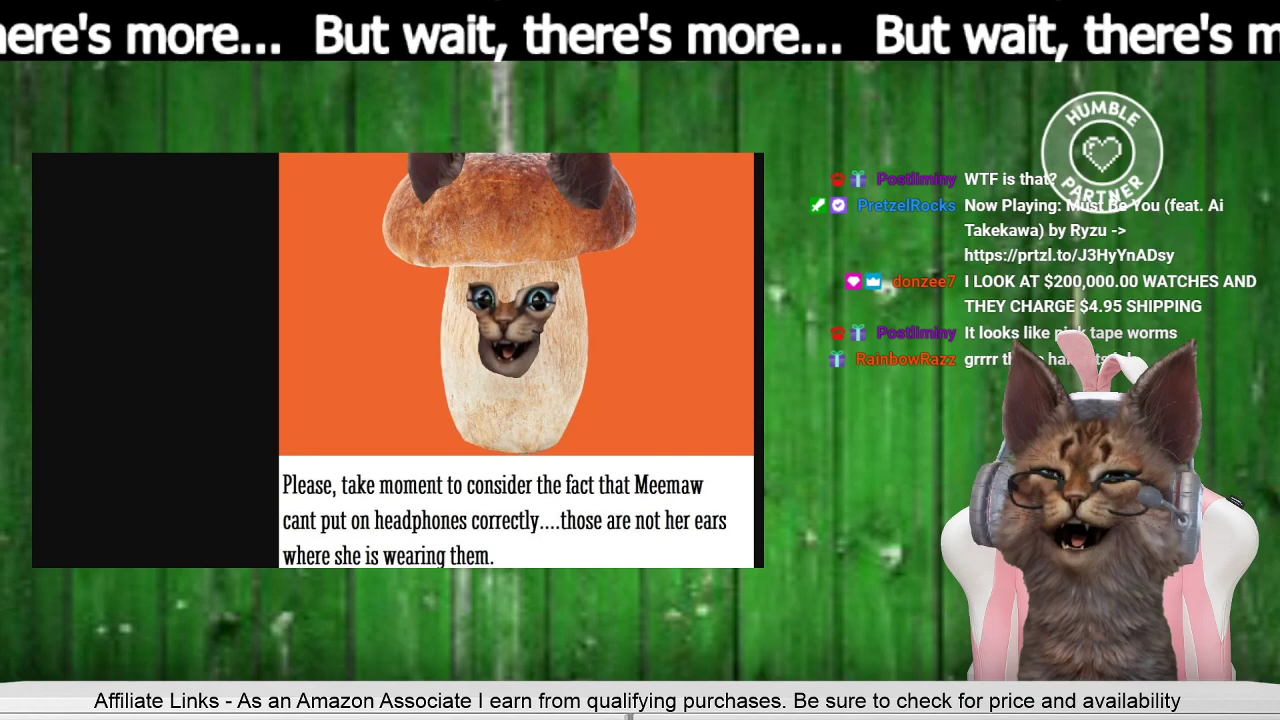 here's more... But wait, there's more... But wait, there's m
HUMBLE
PARTNER
Postliminy WTF is that?
PretzelRocks Now Playing: Must Be You (feat. Ai
Takekawa) by Ryzu ->
https://prtzl.to/J3HyYnADsy
donzee7 I LOOK AT $200,000.00 WATCHES AND
THEY CHARGE $4.95 SHIPPING
Postliminy It looks like pink tape worms
RainbowRazz grrrr
Please, take moment to consider the fact that Meemaw
cant put on headphones correctly....those are not her ears
where she is wearing them.
Affiliate Links - As an Amazon Associate I earn from qualifying purchases. Be sure to check for price and availability